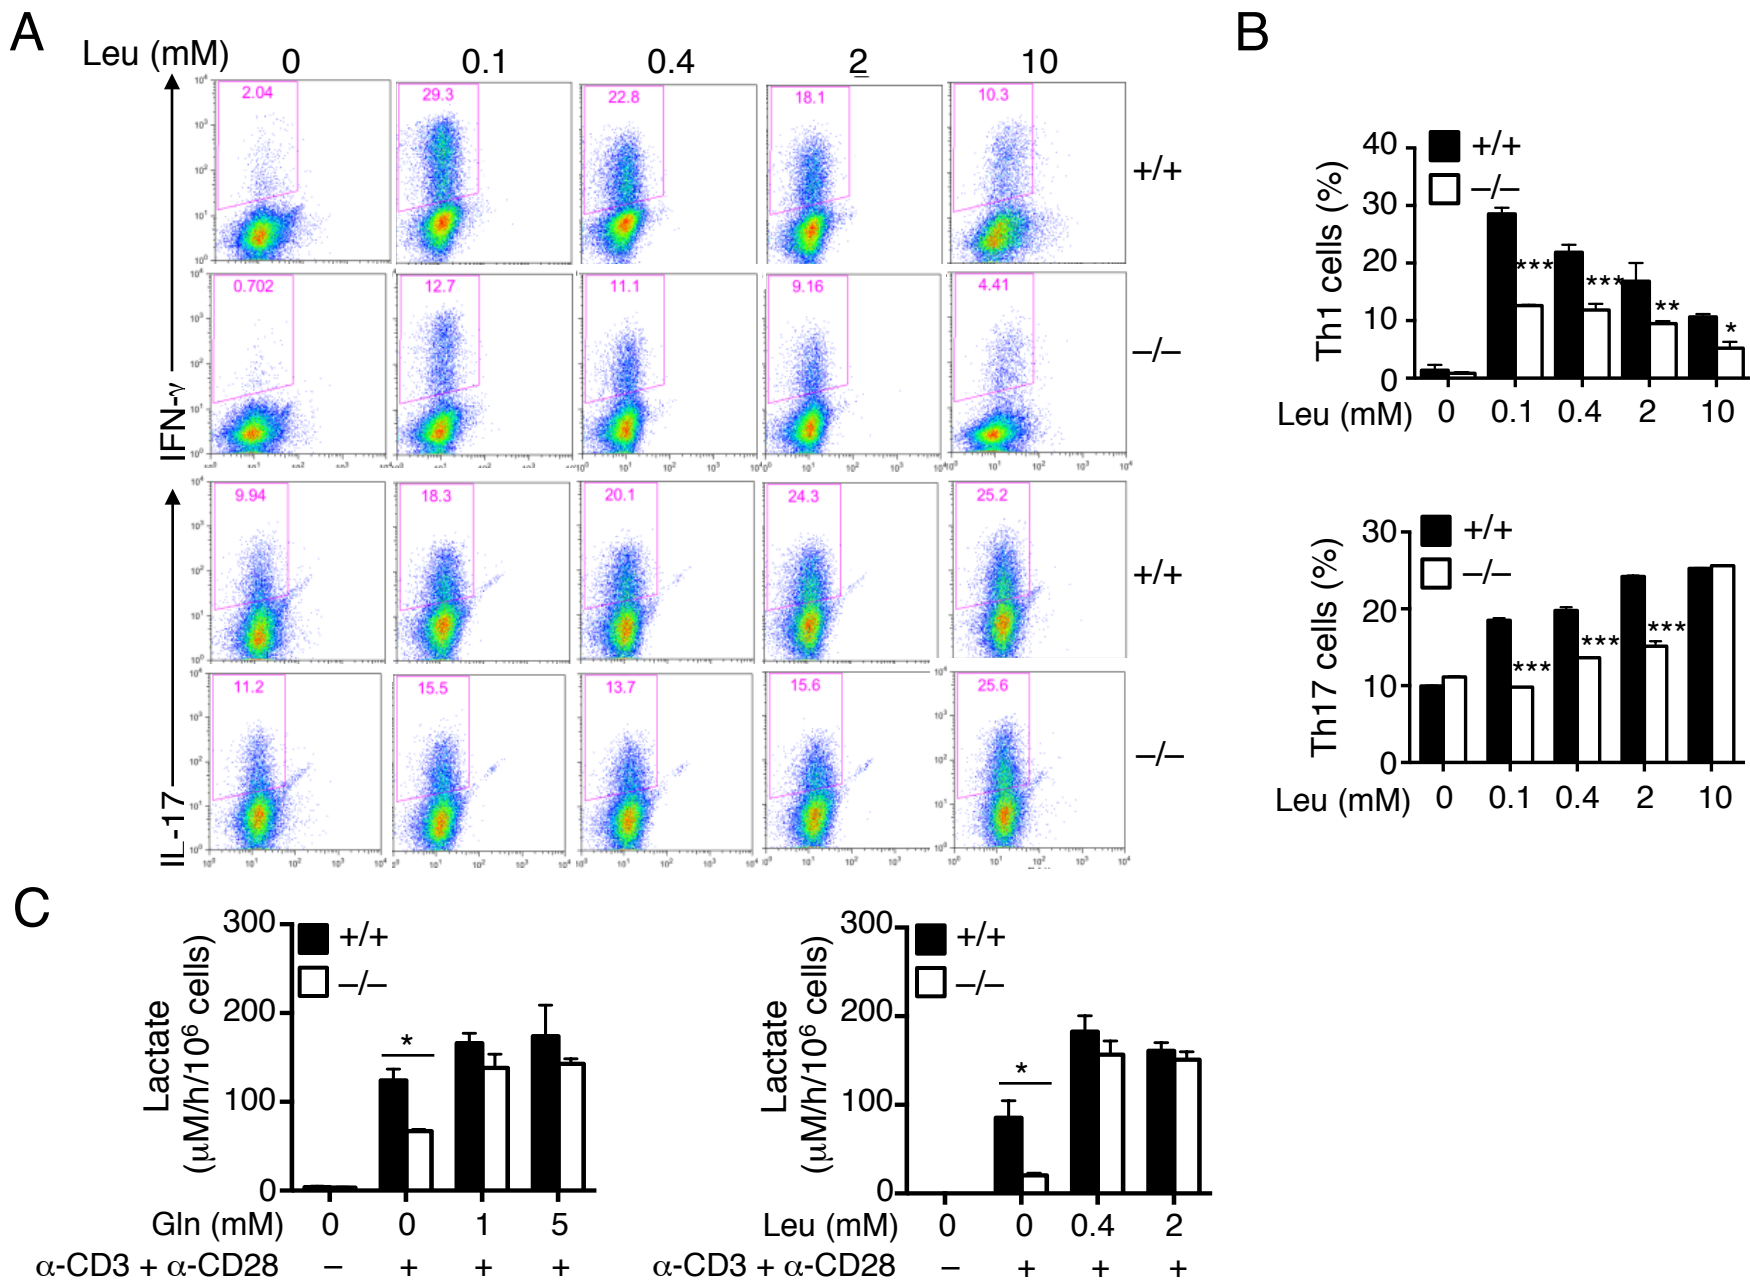 A
Leu (mM) 0 0.1 0.4 2 10
2.04 29.3 22.8 18.1 10.3
+/+
0.702 12.7 11.1 9.16 4.41
–/–
IFN-γ
9.94 18.3 20.1 24.3 25.2
+/+
11.2 15.5 13.7 15.6 25.6
–/–
IL-17
B
+/+
–/–
Th1 cells (%)
40
30
20
10
0
*** *** ** *
Leu (mM) 0 0.1 0.4 2 10
+/+
–/–
Th17 cells (%)
30
20
10
0
*** *** ***
Leu (mM) 0 0.1 0.4 2 10
C
+/+
–/–
Lactate
(μM/h/10⁶ cells)
300
200
100
0
*
Gln (mM) 0 0 1 5
α-CD3 + α-CD28 – + + +
+/+
–/–
Lactate
(μM/h/10⁶ cells)
300
200
100
0
*
Leu (mM) 0 0 0.4 2
α-CD3 + α-CD28 – + + +